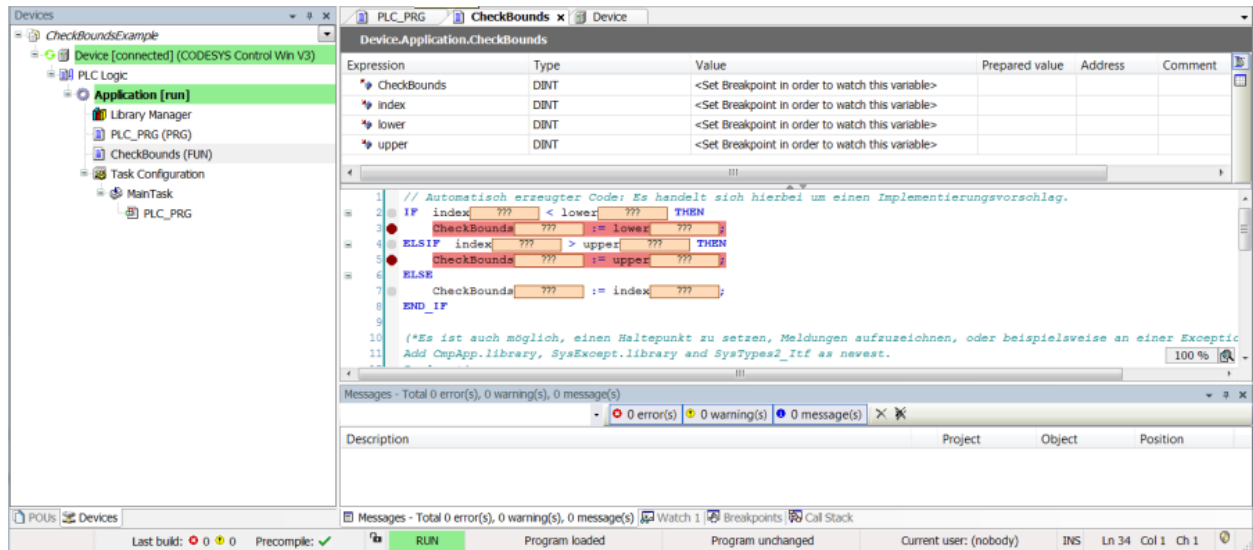 Devices
CheckBoundsExample
Device [connected] (CODESYS Control Win V3)
PLC Logic
Application [run]
Library Manager
PLC_PRG (PRG)
CheckBounds (FUN)
Task Configuration
MainTask
PLC_PRG
POUs Devices
PLC_PRG CheckBounds x Device
Device.Application.CheckBounds
Expression Type Value Prepared value Address Comment
CheckBounds DINT <Set Breakpoint in order to watch this variable>
index DINT <Set Breakpoint in order to watch this variable>
lower DINT <Set Breakpoint in order to watch this variable>
upper DINT <Set Breakpoint in order to watch this variable>
1 // Automatisch erzeugter Code: Es handelt sich hierbei um einen Implementierungsvorschlag.
2 IF index ??? < lower ??? THEN
3 CheckBounds ??? := lower ??? ;
4 ELSIF index ??? > upper ??? THEN
5 CheckBounds ??? := upper ??? ;
6 ELSE
7 CheckBounds ??? := index ??? ;
8 END_IF
9
10 (*Es ist auch möglich, einen Haltepunkt zu setzen, Meldungen aufzuzeichnen, oder beispielsweise an einer Exceptic
11 Add CmpApp.library, SysExcept.library and SysTypes2_Itf as newest.
100 %
Messages - Total 0 error(s), 0 warning(s), 0 message(s)
0 error(s) 0 warning(s) 0 message(s)
Description Project Object Position
Messages - Total 0 error(s), 0 warning(s), 0 message(s) Watch 1 Breakpoints Call Stack
Last build: 0 0 Precompile: RUN Program loaded Program unchanged Current user: (nobody) INS Ln 34 Col 1 Ch 1